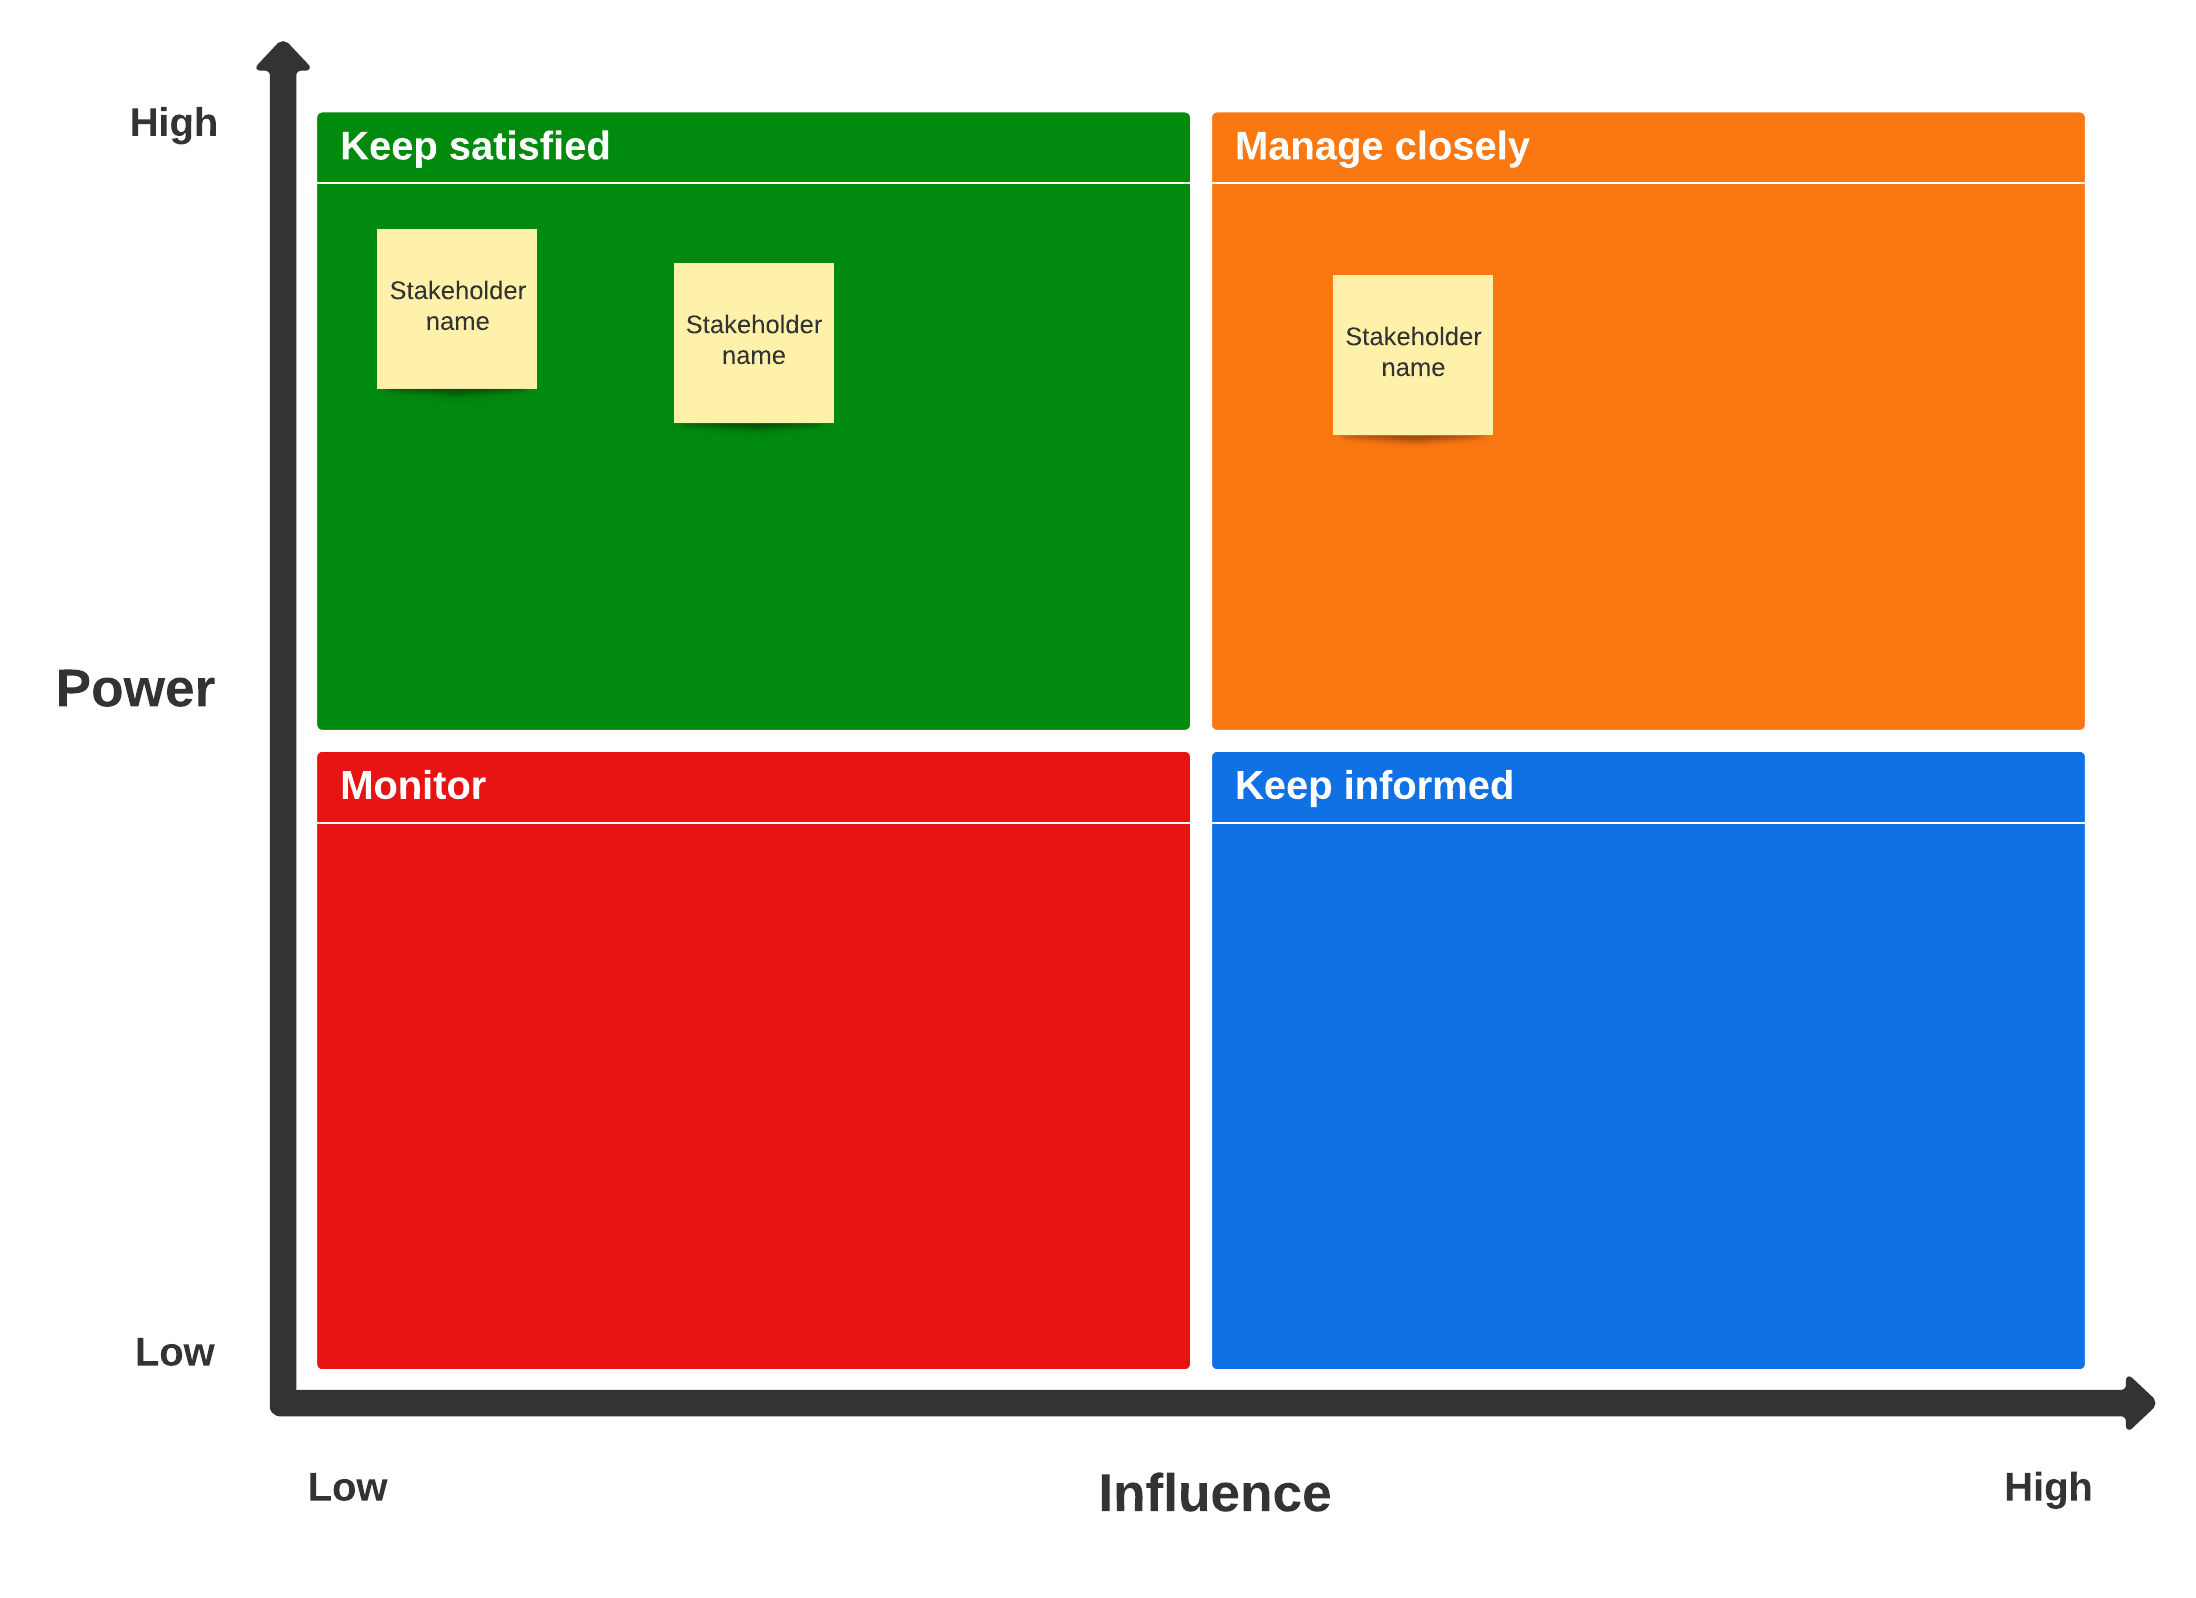 High
Keep satisfied
Manage closely
Stakeholder
name
Stakeholder
name
Stakeholder
name
Power
Monitor
Keep informed
Low
Low
Influence
High